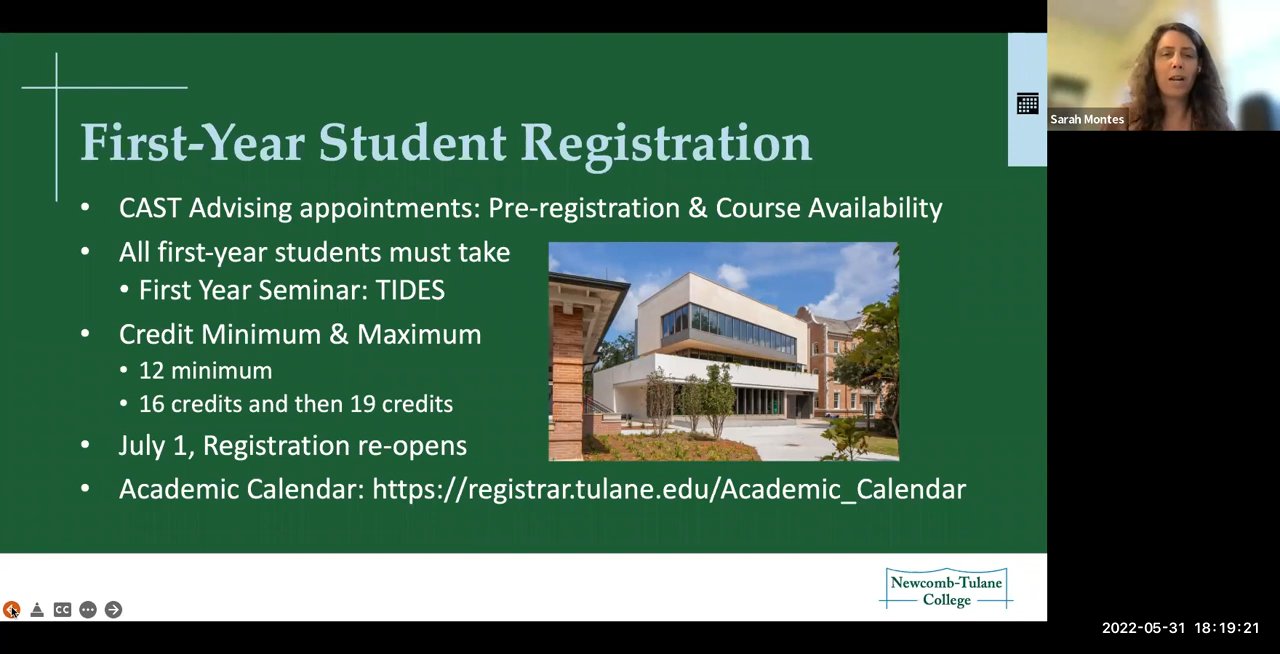 First-Year Student Registration
• CAST Advising appointments: Pre-registration & Course Availability
• All first-year students must take
• First Year Seminar: TIDES
• Credit Minimum & Maximum
• 12 minimum
• 16 credits and then 19 credits
• July 1, Registration re-opens
• Academic Calendar: https://registrar.tulane.edu/Academic_Calendar
Newcomb-Tulane
College
CC
Sarah Montes
2022-05-31 18:19:21